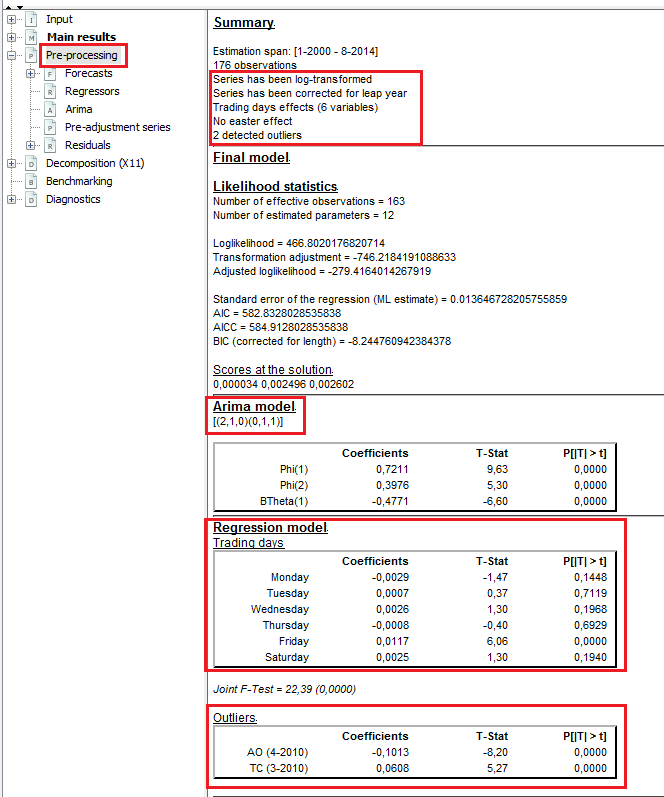 Input
Main results
Pre-processing
Forecasts
Regressors
Arima
Pre-adjustment series
Residuals
Decomposition (X11)
Benchmarking
Diagnostics
Summary
Estimation span: [1-2000 - 8-2014]
176 observations
Series has been log-transformed
Series has been corrected for leap year
Trading days effects (6 variables)
No easter effect
2 detected outliers
Final model
Likelihood statistics
Number of effective observations = 163
Number of estimated parameters = 12
Loglikelihood = 466.8020176820714
Transformation adjustment = -746.2184191088633
Adjusted loglikelihood = -279.4164014267919
Standard error of the regression (ML estimate) = 0.013646728205755859
AIC = 582.8328028535838
AICC = 584.9128028535838
BIC (corrected for length) = -8.244760942384378
Scores at the solution
0,000034 0,002496 0,002602
Arima model
[(2,1,0)(0,1,1)]
Coefficients T-Stat P[|T| > t]
Phi(1) 0,7211 9,63 0,0000
Phi(2) 0,3976 5,30 0,0000
BTheta(1) -0,4771 -6,60 0,0000
Regression model
Trading days
Coefficients T-Stat P[|T| > t]
Monday -0,0029 -1,47 0,1448
Tuesday 0,0007 0,37 0,7119
Wednesday 0,0026 1,30 0,1968
Thursday -0,0008 -0,40 0,6929
Friday 0,0117 6,06 0,0000
Saturday 0,0025 1,30 0,1940
Joint F-Test = 22,39 (0,0000)
Outliers
Coefficients T-Stat P[|T| > t]
AO (4-2010) -0,1013 -8,20 0,0000
TC (3-2010) 0,0608 5,27 0,0000